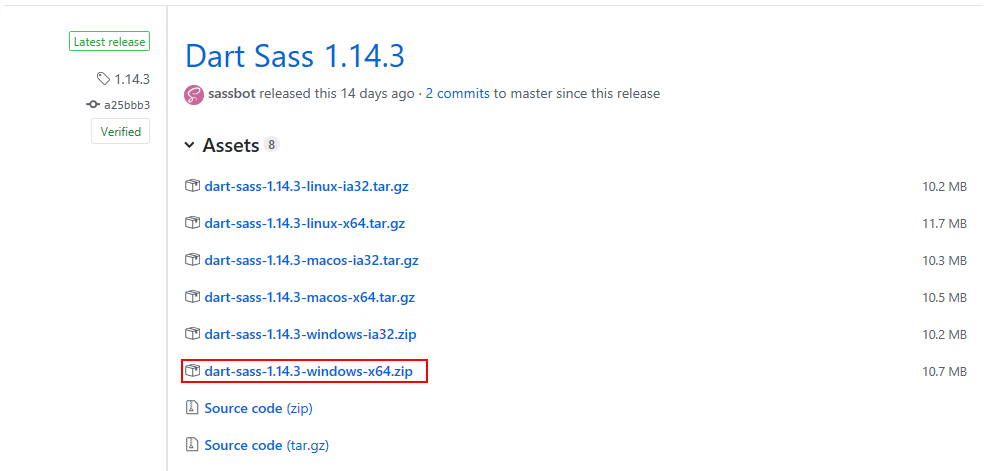 Latest release
1.14.3
a25bbb3
Verified
Dart Sass 1.14.3
sassbot released this 14 days ago · 2 commits to master since this release
Assets 8
dart-sass-1.14.3-linux-ia32.tar.gz 10.2 MB
dart-sass-1.14.3-linux-x64.tar.gz 11.7 MB
dart-sass-1.14.3-macos-ia32.tar.gz 10.3 MB
dart-sass-1.14.3-macos-x64.tar.gz 10.5 MB
dart-sass-1.14.3-windows-ia32.zip 10.2 MB
dart-sass-1.14.3-windows-x64.zip 10.7 MB
Source code (zip)
Source code (tar.gz)